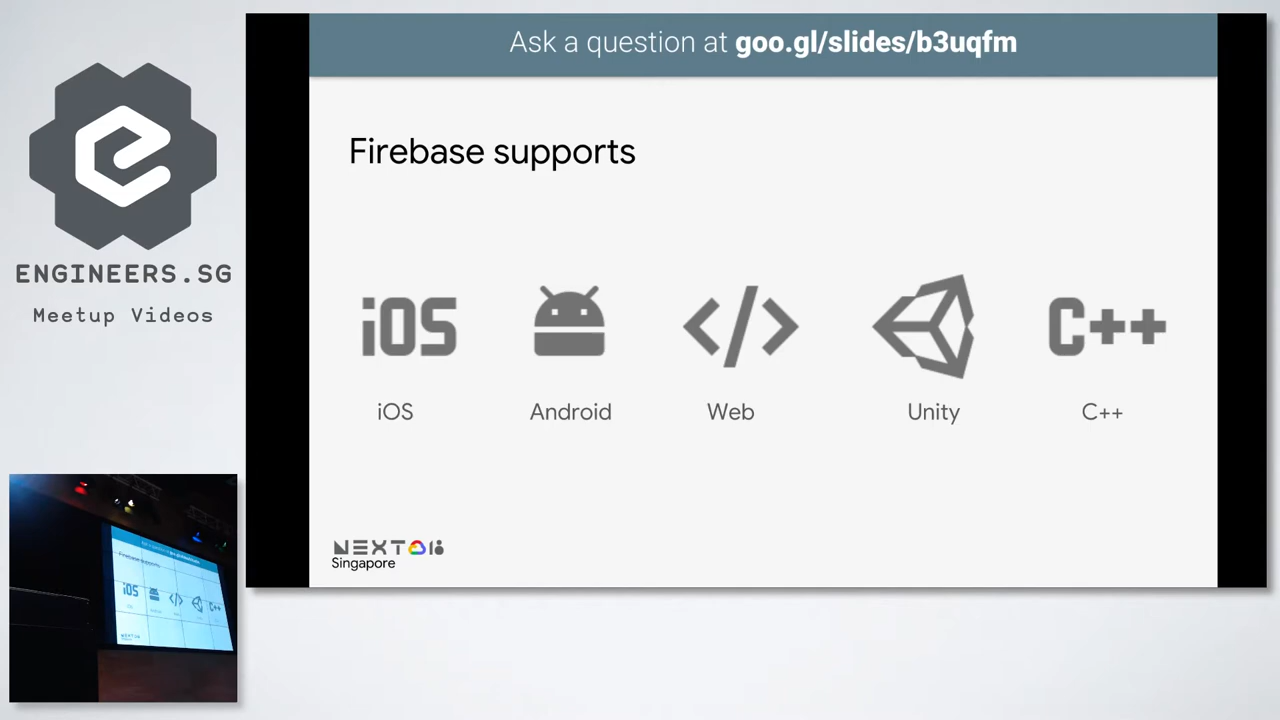 Ask a question at goo.gl/slides/b3uqfm
ENGINEERS.SG
Meetup Videos
Firebase supports
iOS
C++
iOS
Android
Web
Unity
C++
NEXT 18
Singapore